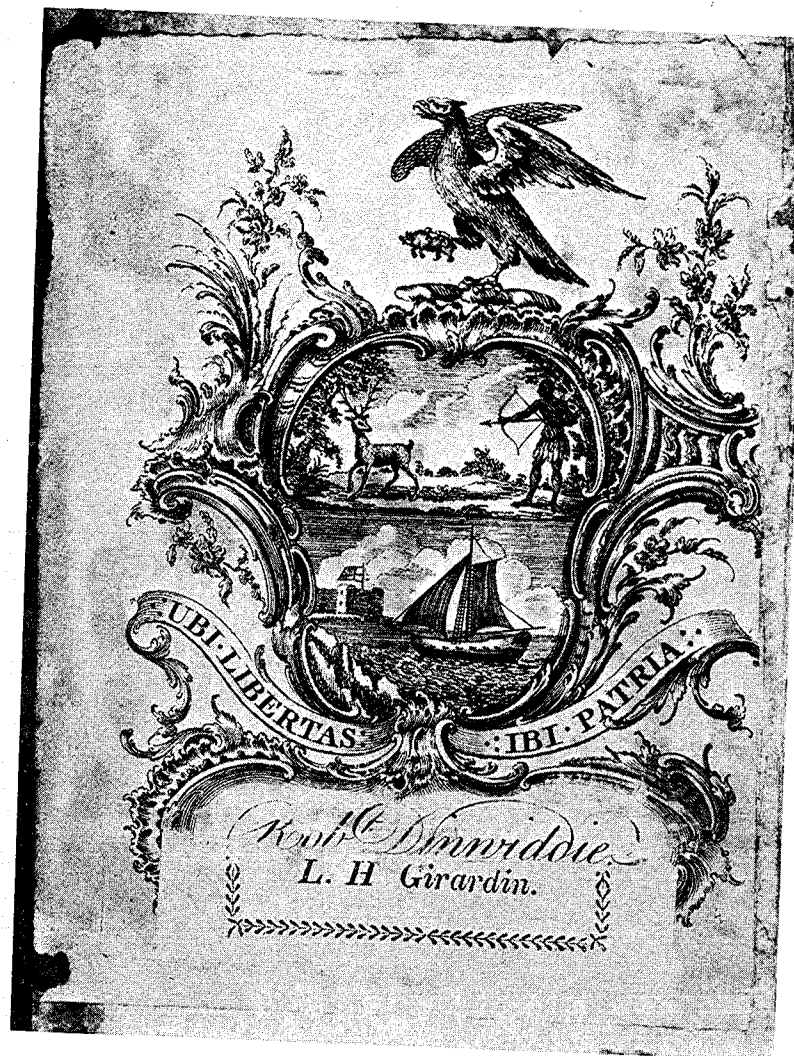 UBI·LIBERTAS:
·:IBI·PATRIA:·
Robt Dinwiddie
L. H Girardin.